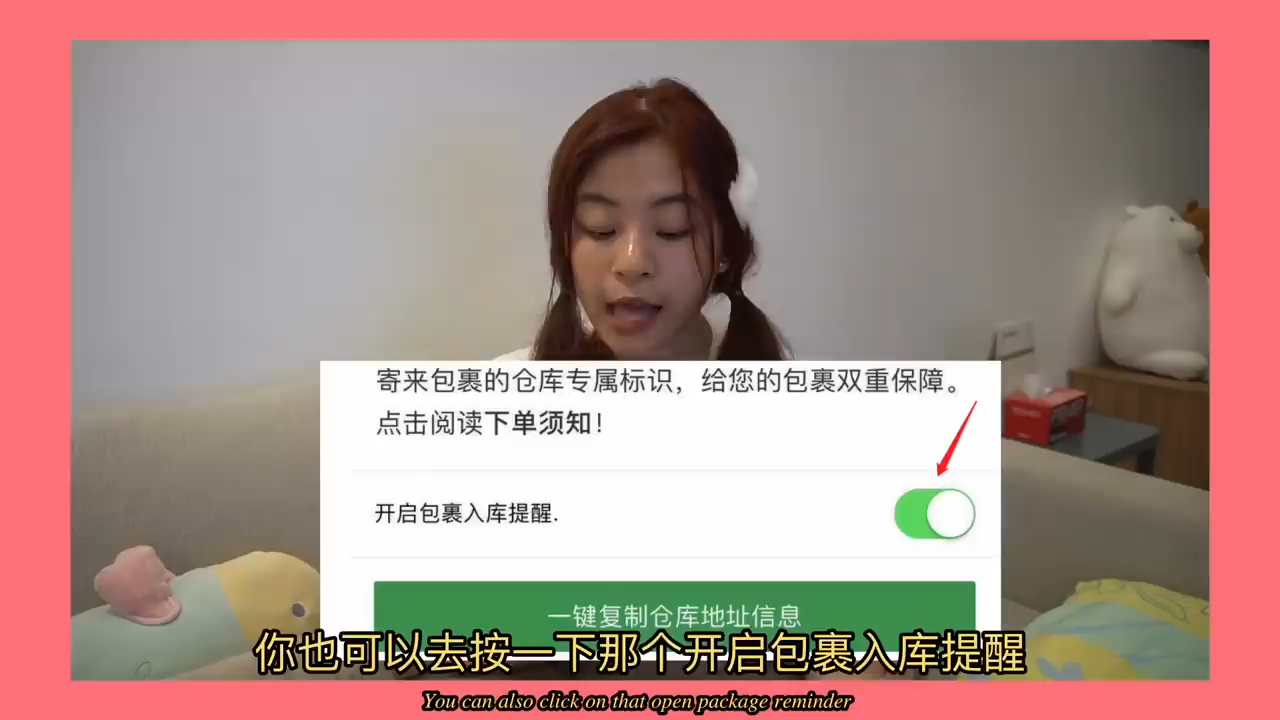 寄来包裹的仓库专属标识，给您的包裹双重保障。
点击阅读下单须知！
开启包裹入库提醒.
一键复制仓库地址信息
你也可以去按一下那个开启包裹入库提醒
You can also click on that open package reminder